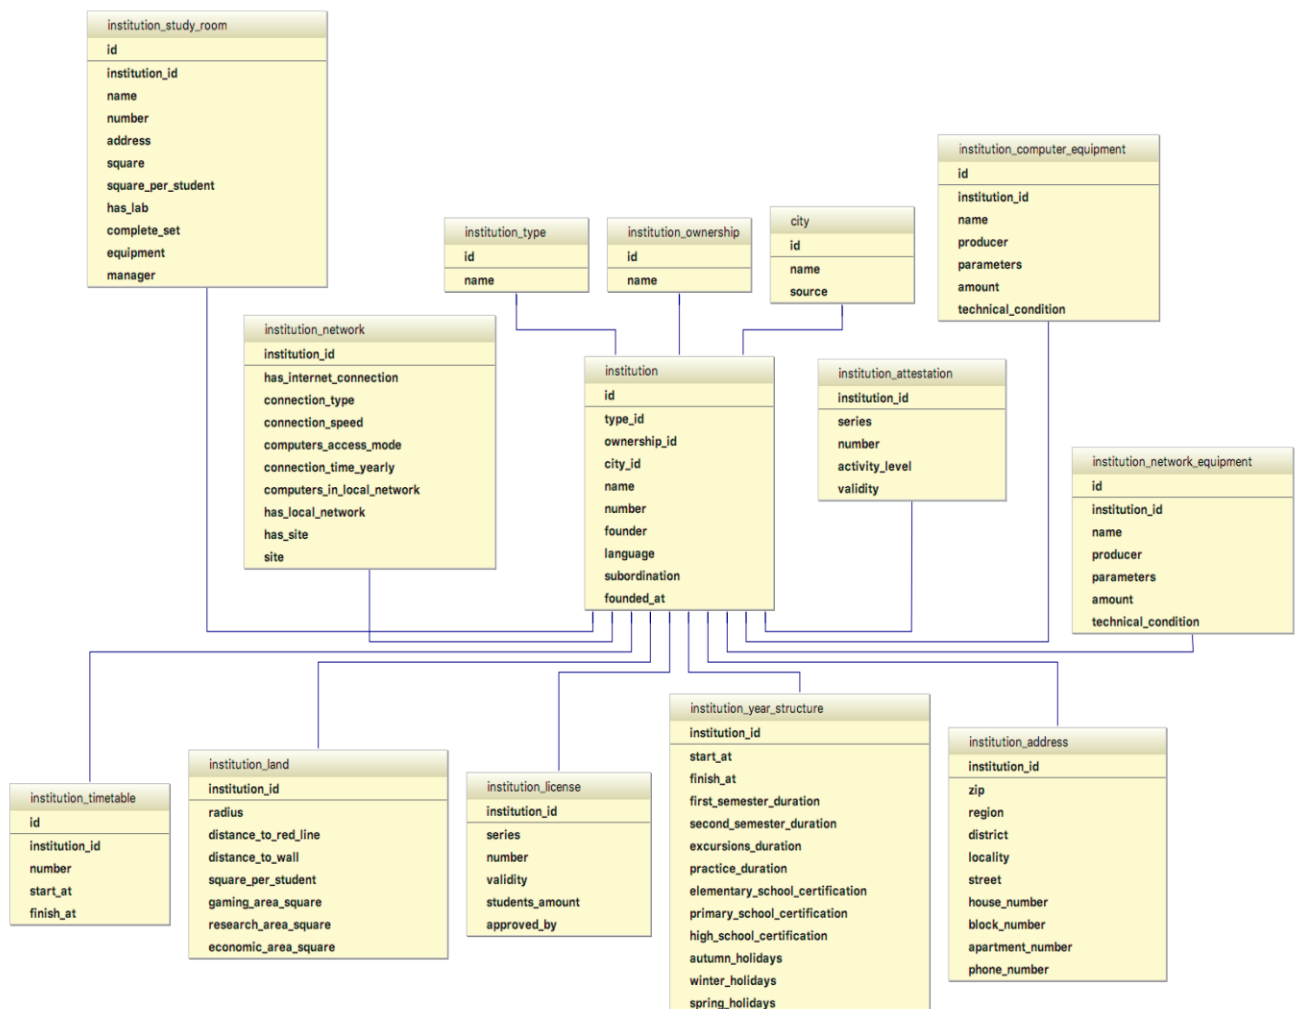 institution_study_room
id
institution_id
name
number
address
square
square_per_student
has_lab
complete_set
equipment
manager
institution_type
id
name
institution_ownership
id
name
city
id
name
source
institution_computer_equipment
id
institution_id
name
producer
parameters
amount
technical_condition
institution_network
institution_id
has_internet_connection
connection_type
connection_speed
computers_access_mode
connection_time_yearly
computers_in_local_network
has_local_network
has_site
site
institution
id
type_id
ownership_id
city_id
name
number
founder
language
subordination
founded_at
institution_attestation
institution_id
series
number
activity_level
validity
institution_network_equipment
id
institution_id
name
producer
parameters
amount
technical_condition
institution_timetable
id
institution_id
number
start_at
finish_at
institution_land
institution_id
radius
distance_to_red_line
distance_to_wall
square_per_student
gaming_area_square
research_area_square
economic_area_square
institution_license
institution_id
series
number
validity
students_amount
approved_by
institution_year_structure
institution_id
start_at
finish_at
first_semester_duration
second_semester_duration
excursions_duration
practice_duration
elementary_school_certification
primary_school_certification
high_school_certification
autumn_holidays
winter_holidays
spring_holidays
institution_address
institution_id
zip
region
district
locality
street
house_number
block_number
apartment_number
phone_number